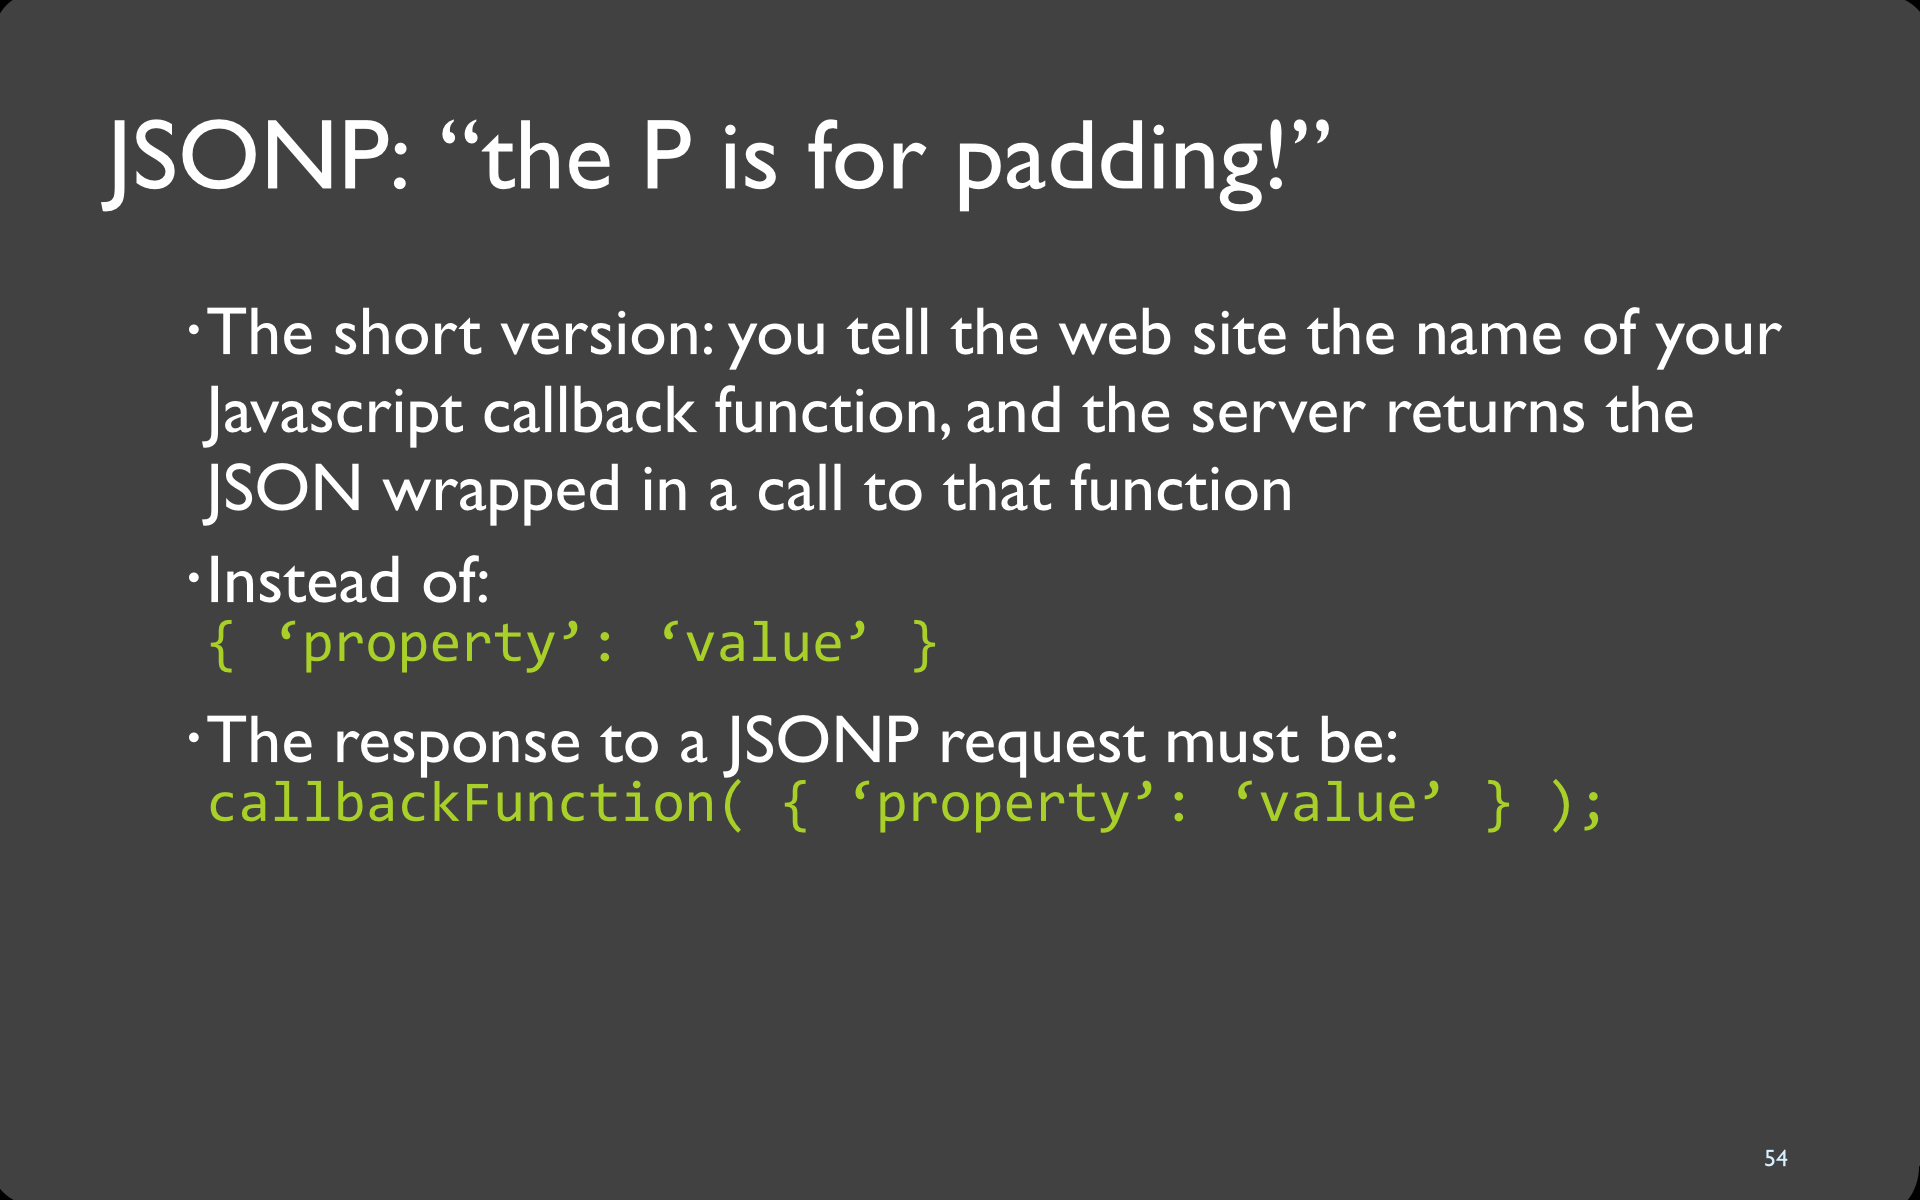 JSONP: “the P is for padding!”
•The short version: you tell the web site the name of your
Javascript callback function, and the server returns the
JSON wrapped in a call to that function
•Instead of:
{ ‘property’: ‘value’ }
•The response to a JSONP request must be:
callbackFunction( { ‘property’: ‘value’ } );
54